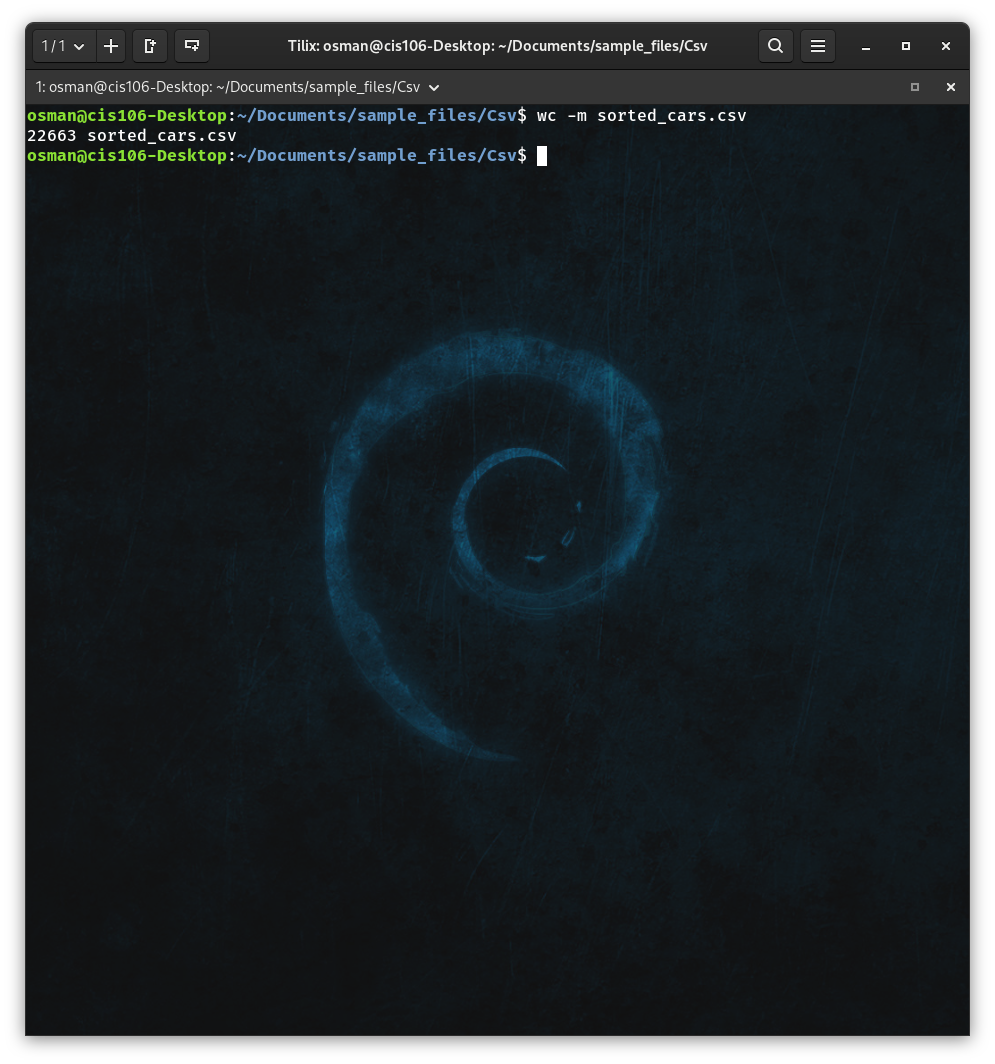 1 / 1
Tilix: osman@cis106-Desktop: ~/Documents/sample_files/Csv
1: osman@cis106-Desktop: ~/Documents/sample_files/Csv
osman@cis106-Desktop:~/Documents/sample_files/Csv$ wc -m sorted_cars.csv
22663 sorted_cars.csv
osman@cis106-Desktop:~/Documents/sample_files/Csv$